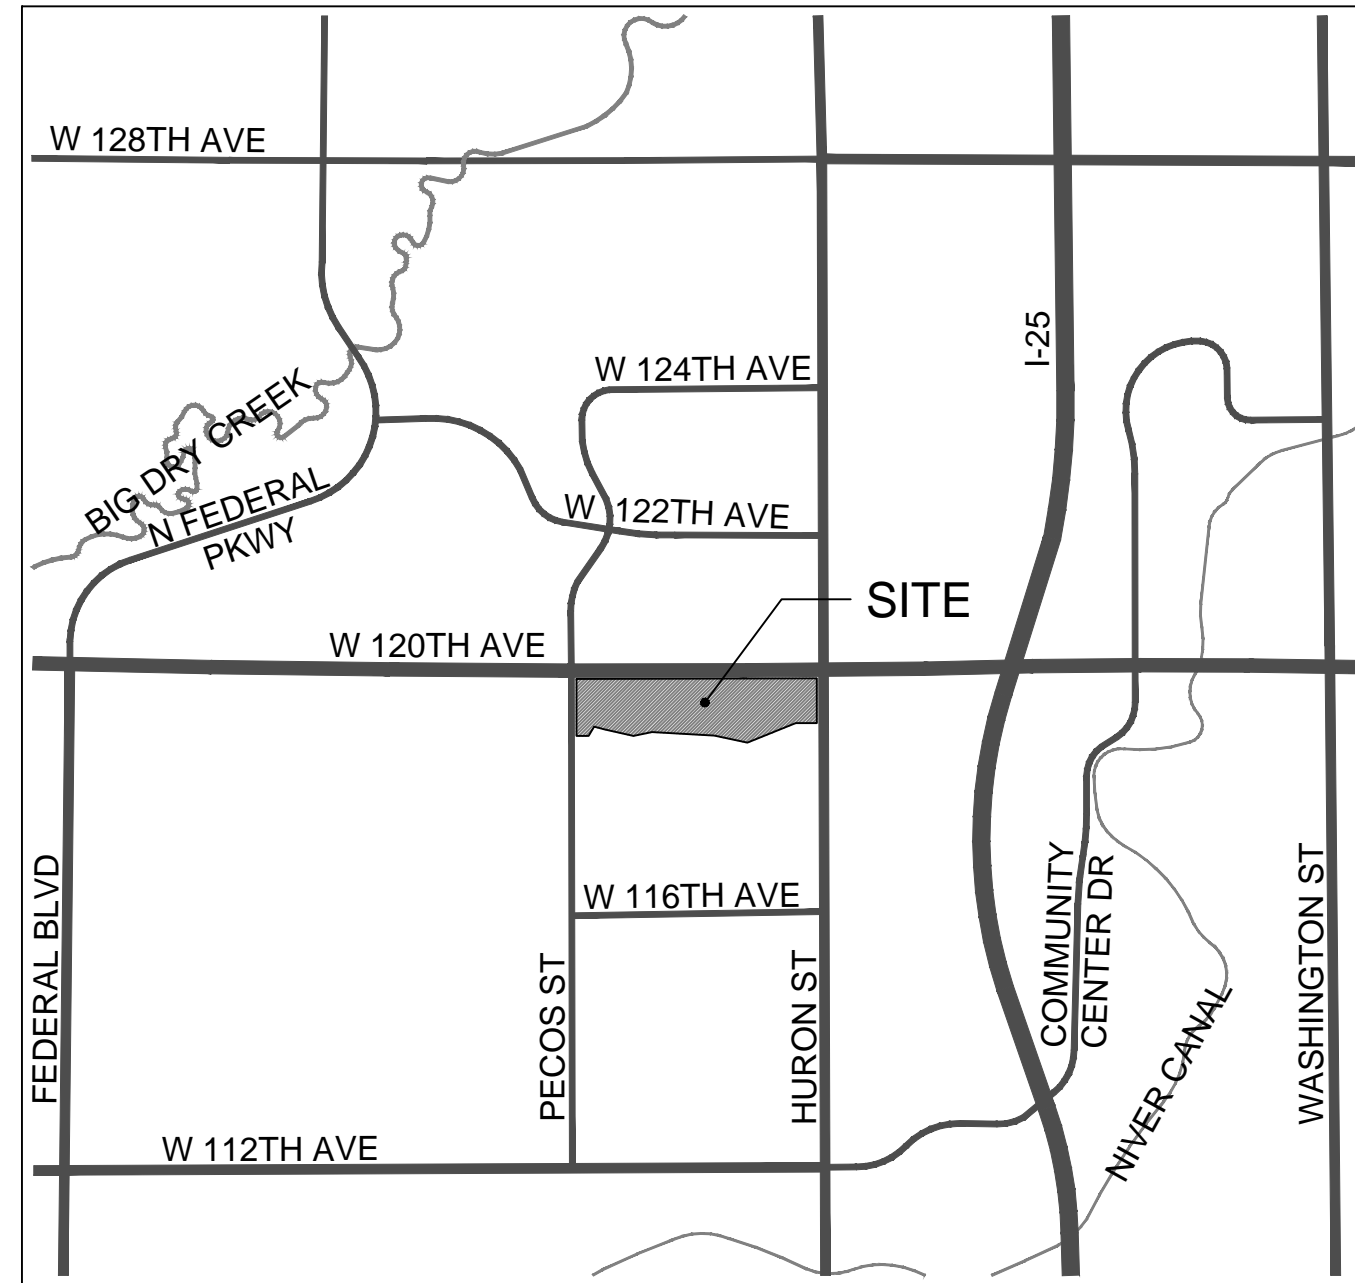 W 128TH AVE
I-25
W 124TH AVE
BIG DRY CREEK
N FEDERAL
PKWY
W 122TH AVE
SITE
W 120TH AVE
FEDERAL BLVD
W 116TH AVE
PECOS ST
HURON ST
COMMUNITY
CENTER DR
NIVER CANAL
WASHINGTON ST
W 112TH AVE